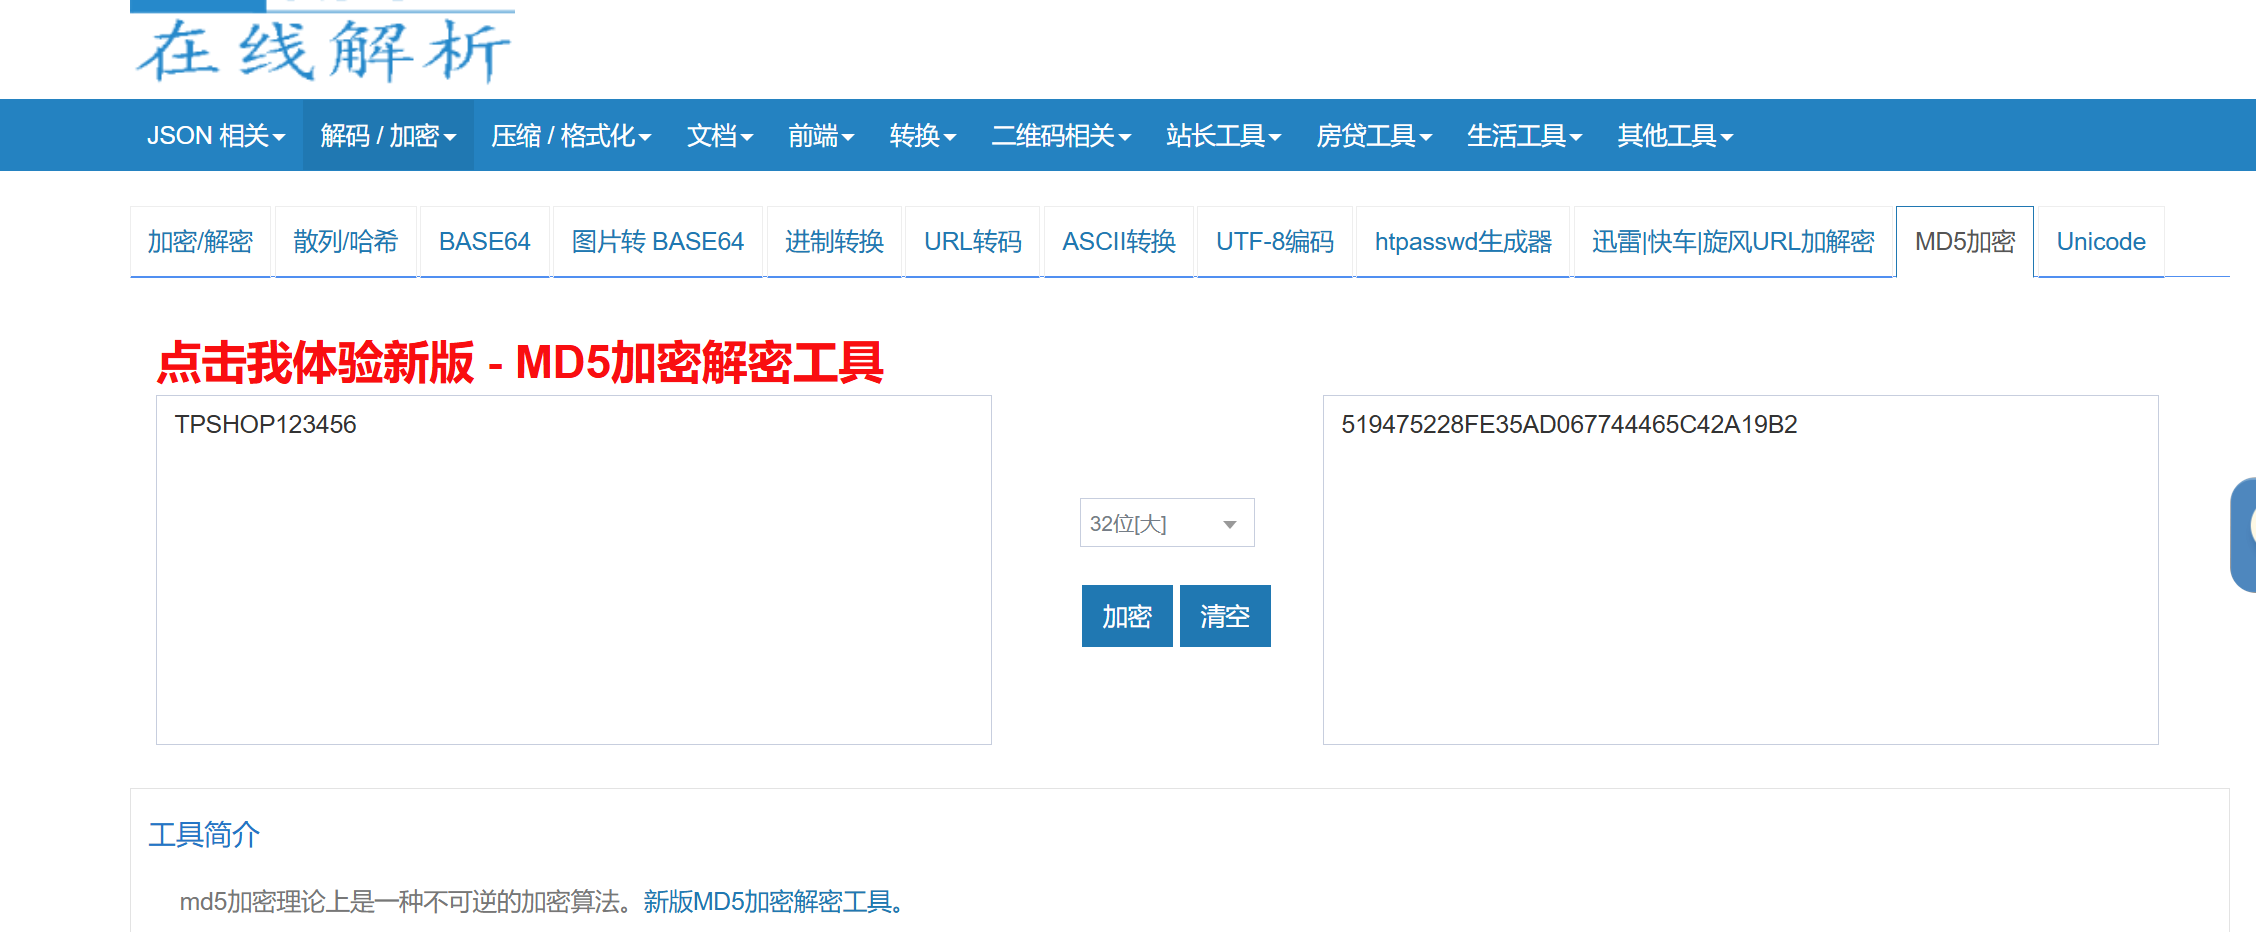 在线解析
JSON 相关 解码 / 加密 压缩 / 格式化 文档 前端 转换 二维码相关 站长工具 房贷工具 生活工具 其他工具
加密/解密 散列/哈希 BASE64 图片转 BASE64 进制转换 URL转码 ASCII转换 UTF-8编码 htpasswd生成器 迅雷|快车|旋风URL加解密 MD5加密 Unicode
点击我体验新版 - MD5加密解密工具
TPSHOP123456
519475228FE35AD067744465C42A19B2
32位[大]
加密 清空
工具简介
md5加密理论上是一种不可逆的加密算法。新版MD5加密解密工具。